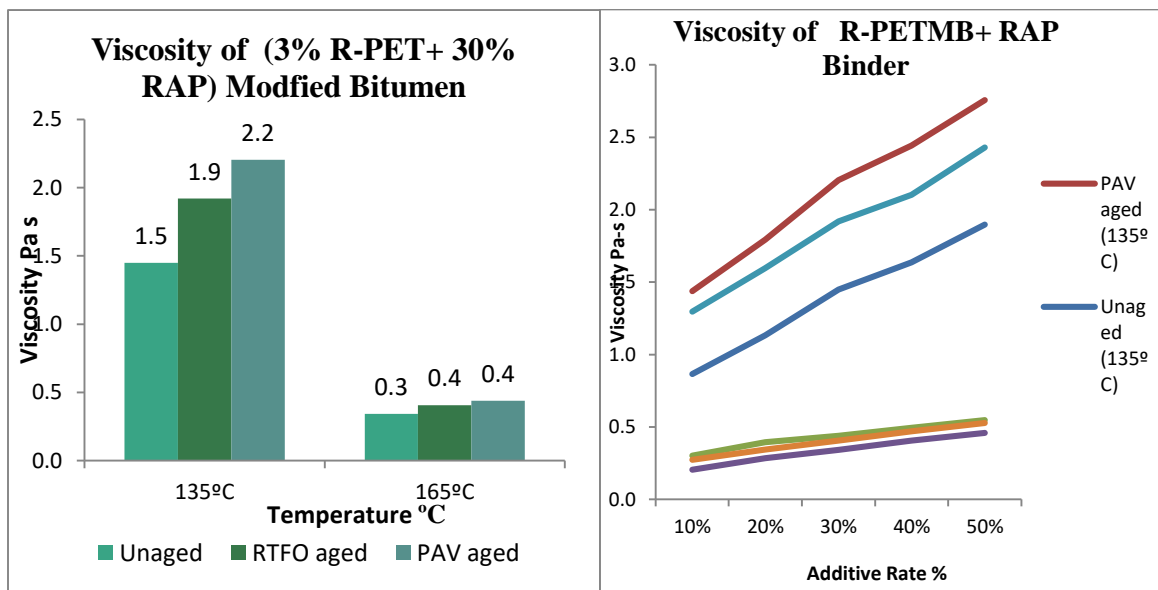 Viscosity of (3% R-PET+ 30%
RAP) Modfied Bitumen
Viscosity Pa s
2.5
2.0
1.5
1.0
0.5
0.0
1.5
1.9
2.2
0.3
0.4
0.4
135ºC
165ºC
Temperature ºC
Unaged
RTFO aged
PAV aged
Viscosity of R-PETMB+ RAP
Binder
Viscosity Pa-s
3.0
2.5
2.0
1.5
1.0
0.5
0.0
10%
20%
30%
40%
50%
Additive Rate %
PAV
aged
(135º
C)
Unag
ed
(135º
C)